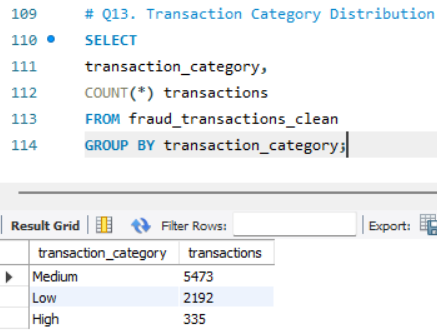 109 # Q13. Transaction Category Distribution
110 SELECT
111 transaction_category,
112 COUNT(*) transactions
113 FROM fraud_transactions_clean
114 GROUP BY transaction_category;
Result Grid Filter Rows: Export:
transaction_category transactions
Medium 5473
Low 2192
High 335